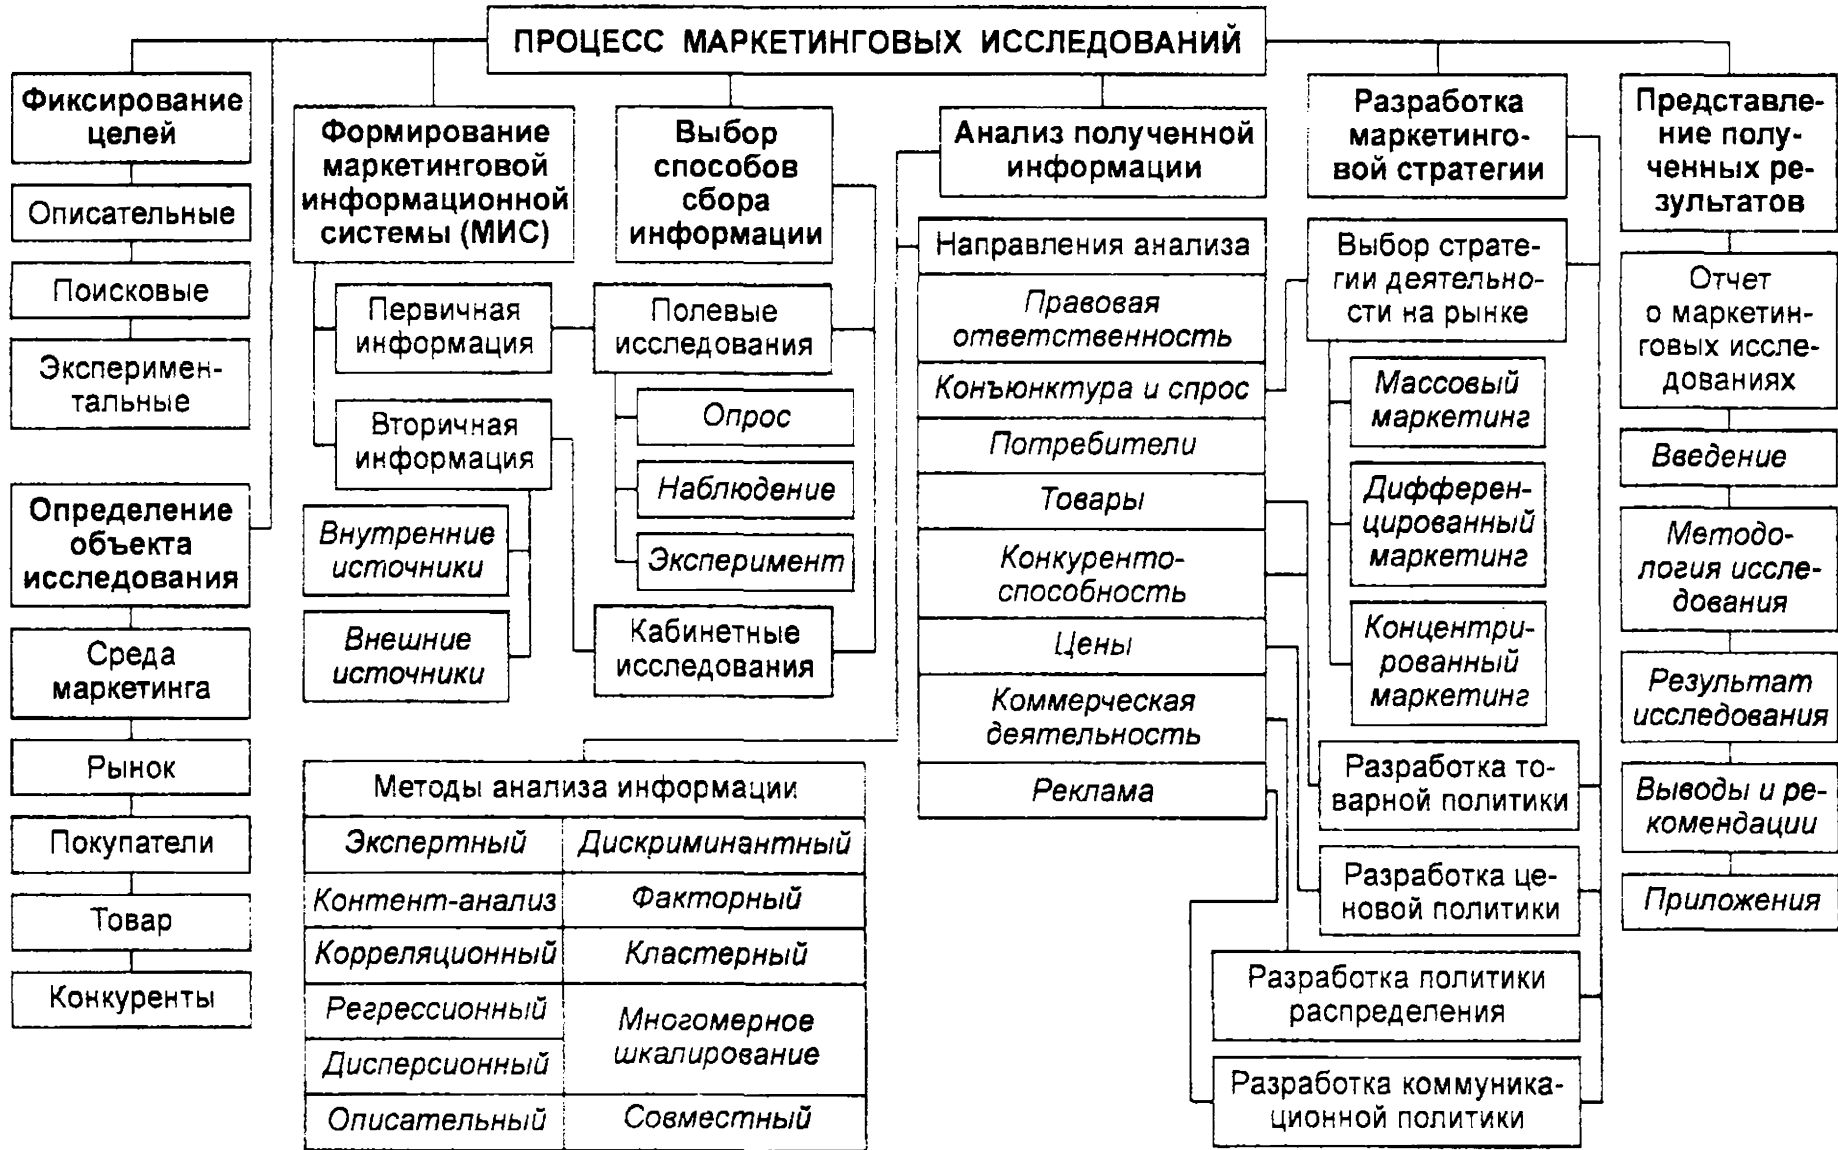 ПРОЦЕСС МАРКЕТИНГОВЫХ ИССЛЕДОВАНИЙ
Фиксирование
целей
Описательные
Поисковые
Эксперимен-
тальные
Определение
объекта
исследования
Среда
маркетинга
Рынок
Покупатели
Товар
Конкуренты
Формирование
маркетинговой
информационной
системы (МИС)
Первичная
информация
Вторичная
информация
Внутренние
источники
Внешние
источники
Выбор
способов
сбора
информации
Полевые
исследования
Опрос
Наблюдение
Эксперимент
Кабинетные
исследования
Анализ полученной
информации
Направления анализа
Правовая
ответственность
Конъюнктура и спрос
Потребители
Товары
Конкуренто-
способность
Цены
Коммерческая
деятельность
Реклама
Методы анализа информации
Экспертный
Дискриминантный
Контент-анализ
Факторный
Корреляционный
Кластерный
Регрессионный
Многомерное
шкалирование
Дисперсионный
Описательный
Совместный
Разработка
маркетинго-
вой стратегии
Выбор страте-
гии деятельно-
сти на рынке
Массовый
маркетинг
Дифферен-
цированный
маркетинг
Концентри-
рованный
маркетинг
Разработка то-
варной политики
Разработка це-
новой политики
Разработка политики
распределения
Разработка коммуника-
ционной политики
Представле-
ние полу-
ченных ре-
зультатов
Отчет
о маркетин-
говых иссле-
дованиях
Введение
Методо-
логия иссле-
дования
Результат
исследования
Выводы и ре-
комендации
Приложения